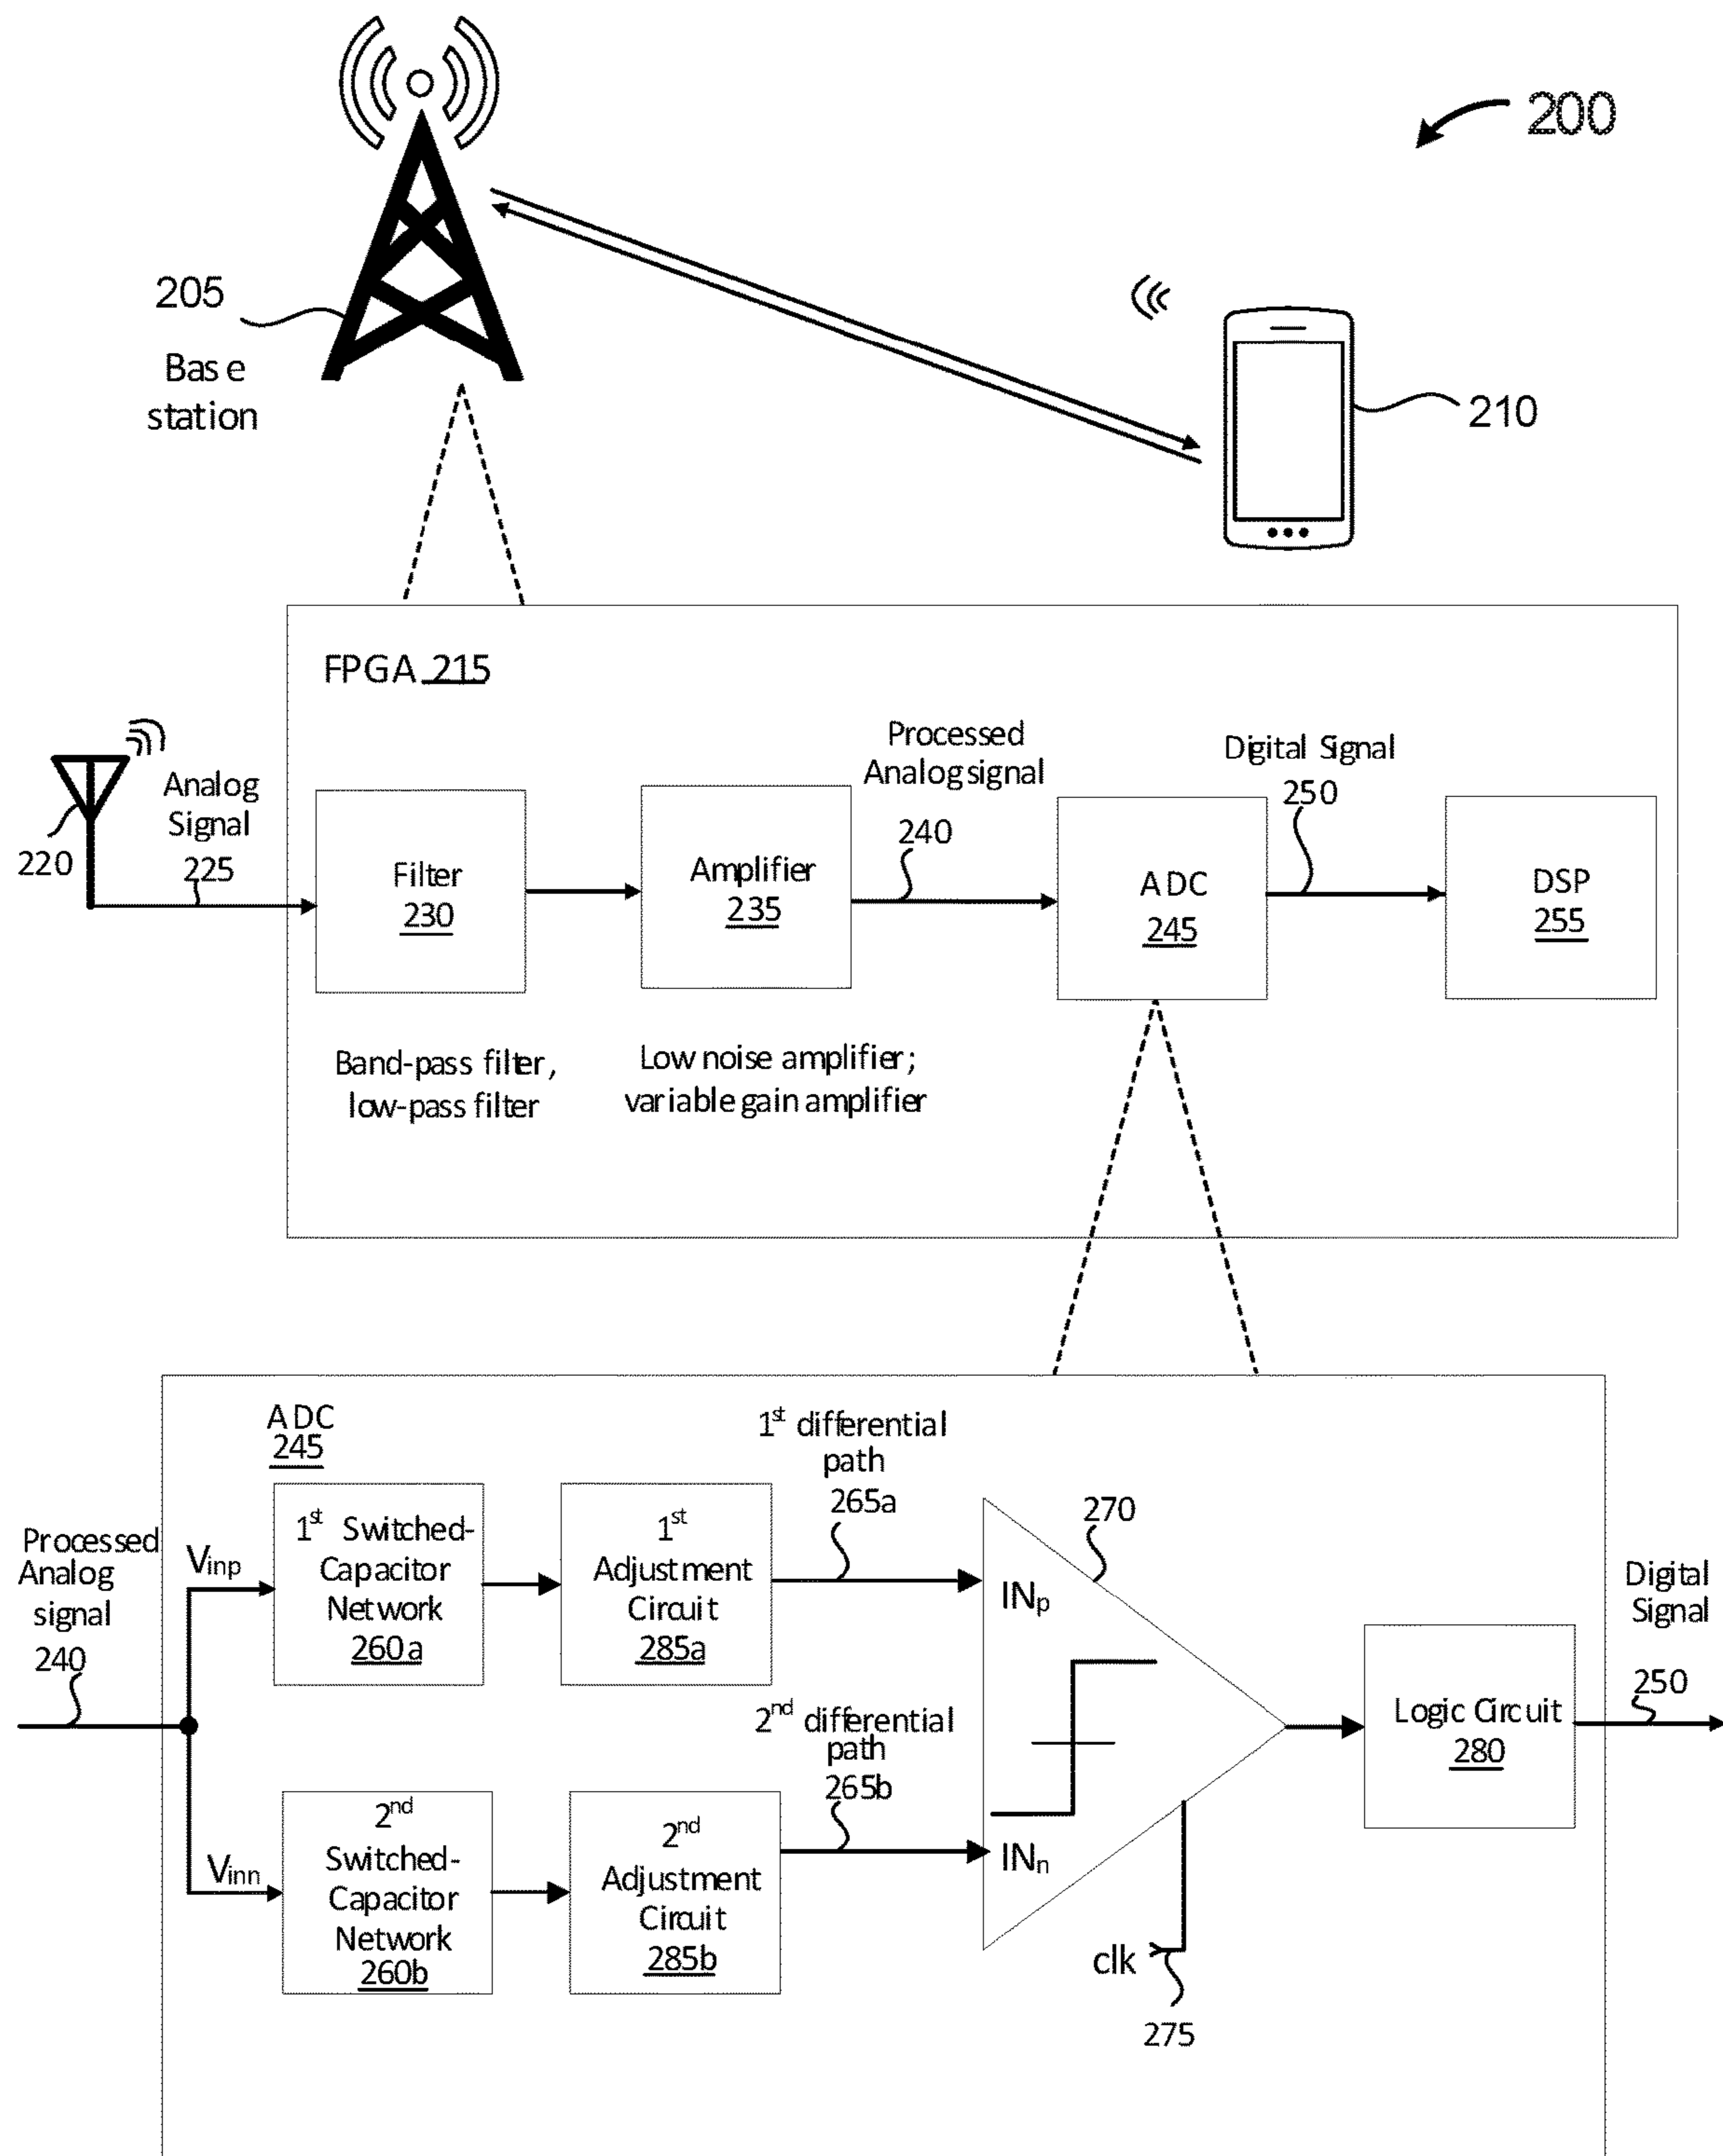 200
205
Base
station
210
FPGA 215
Analog
Signal
225
220
Filter
230
Amplifier
235
Processed
Analog signal
240
ADC
245
Digital Signal
250
DSP
255
Band-pass filter,
low-pass filter
Low noise amplifier;
variable gain amplifier
ADC
245
Processed
Analog
signal
240
Vinp
Vinn
1st Switched-
Capacitor
Network
260a
1st
Adjustment
Circuit
285a
1st differential
path
265a
2nd
Switched-
Capacitor
Network
260b
2nd
Adjustment
Circuit
285b
2nd differential
path
265b
270
INp
INn
clk
275
Logic Circuit
280
Digital
Signal
250